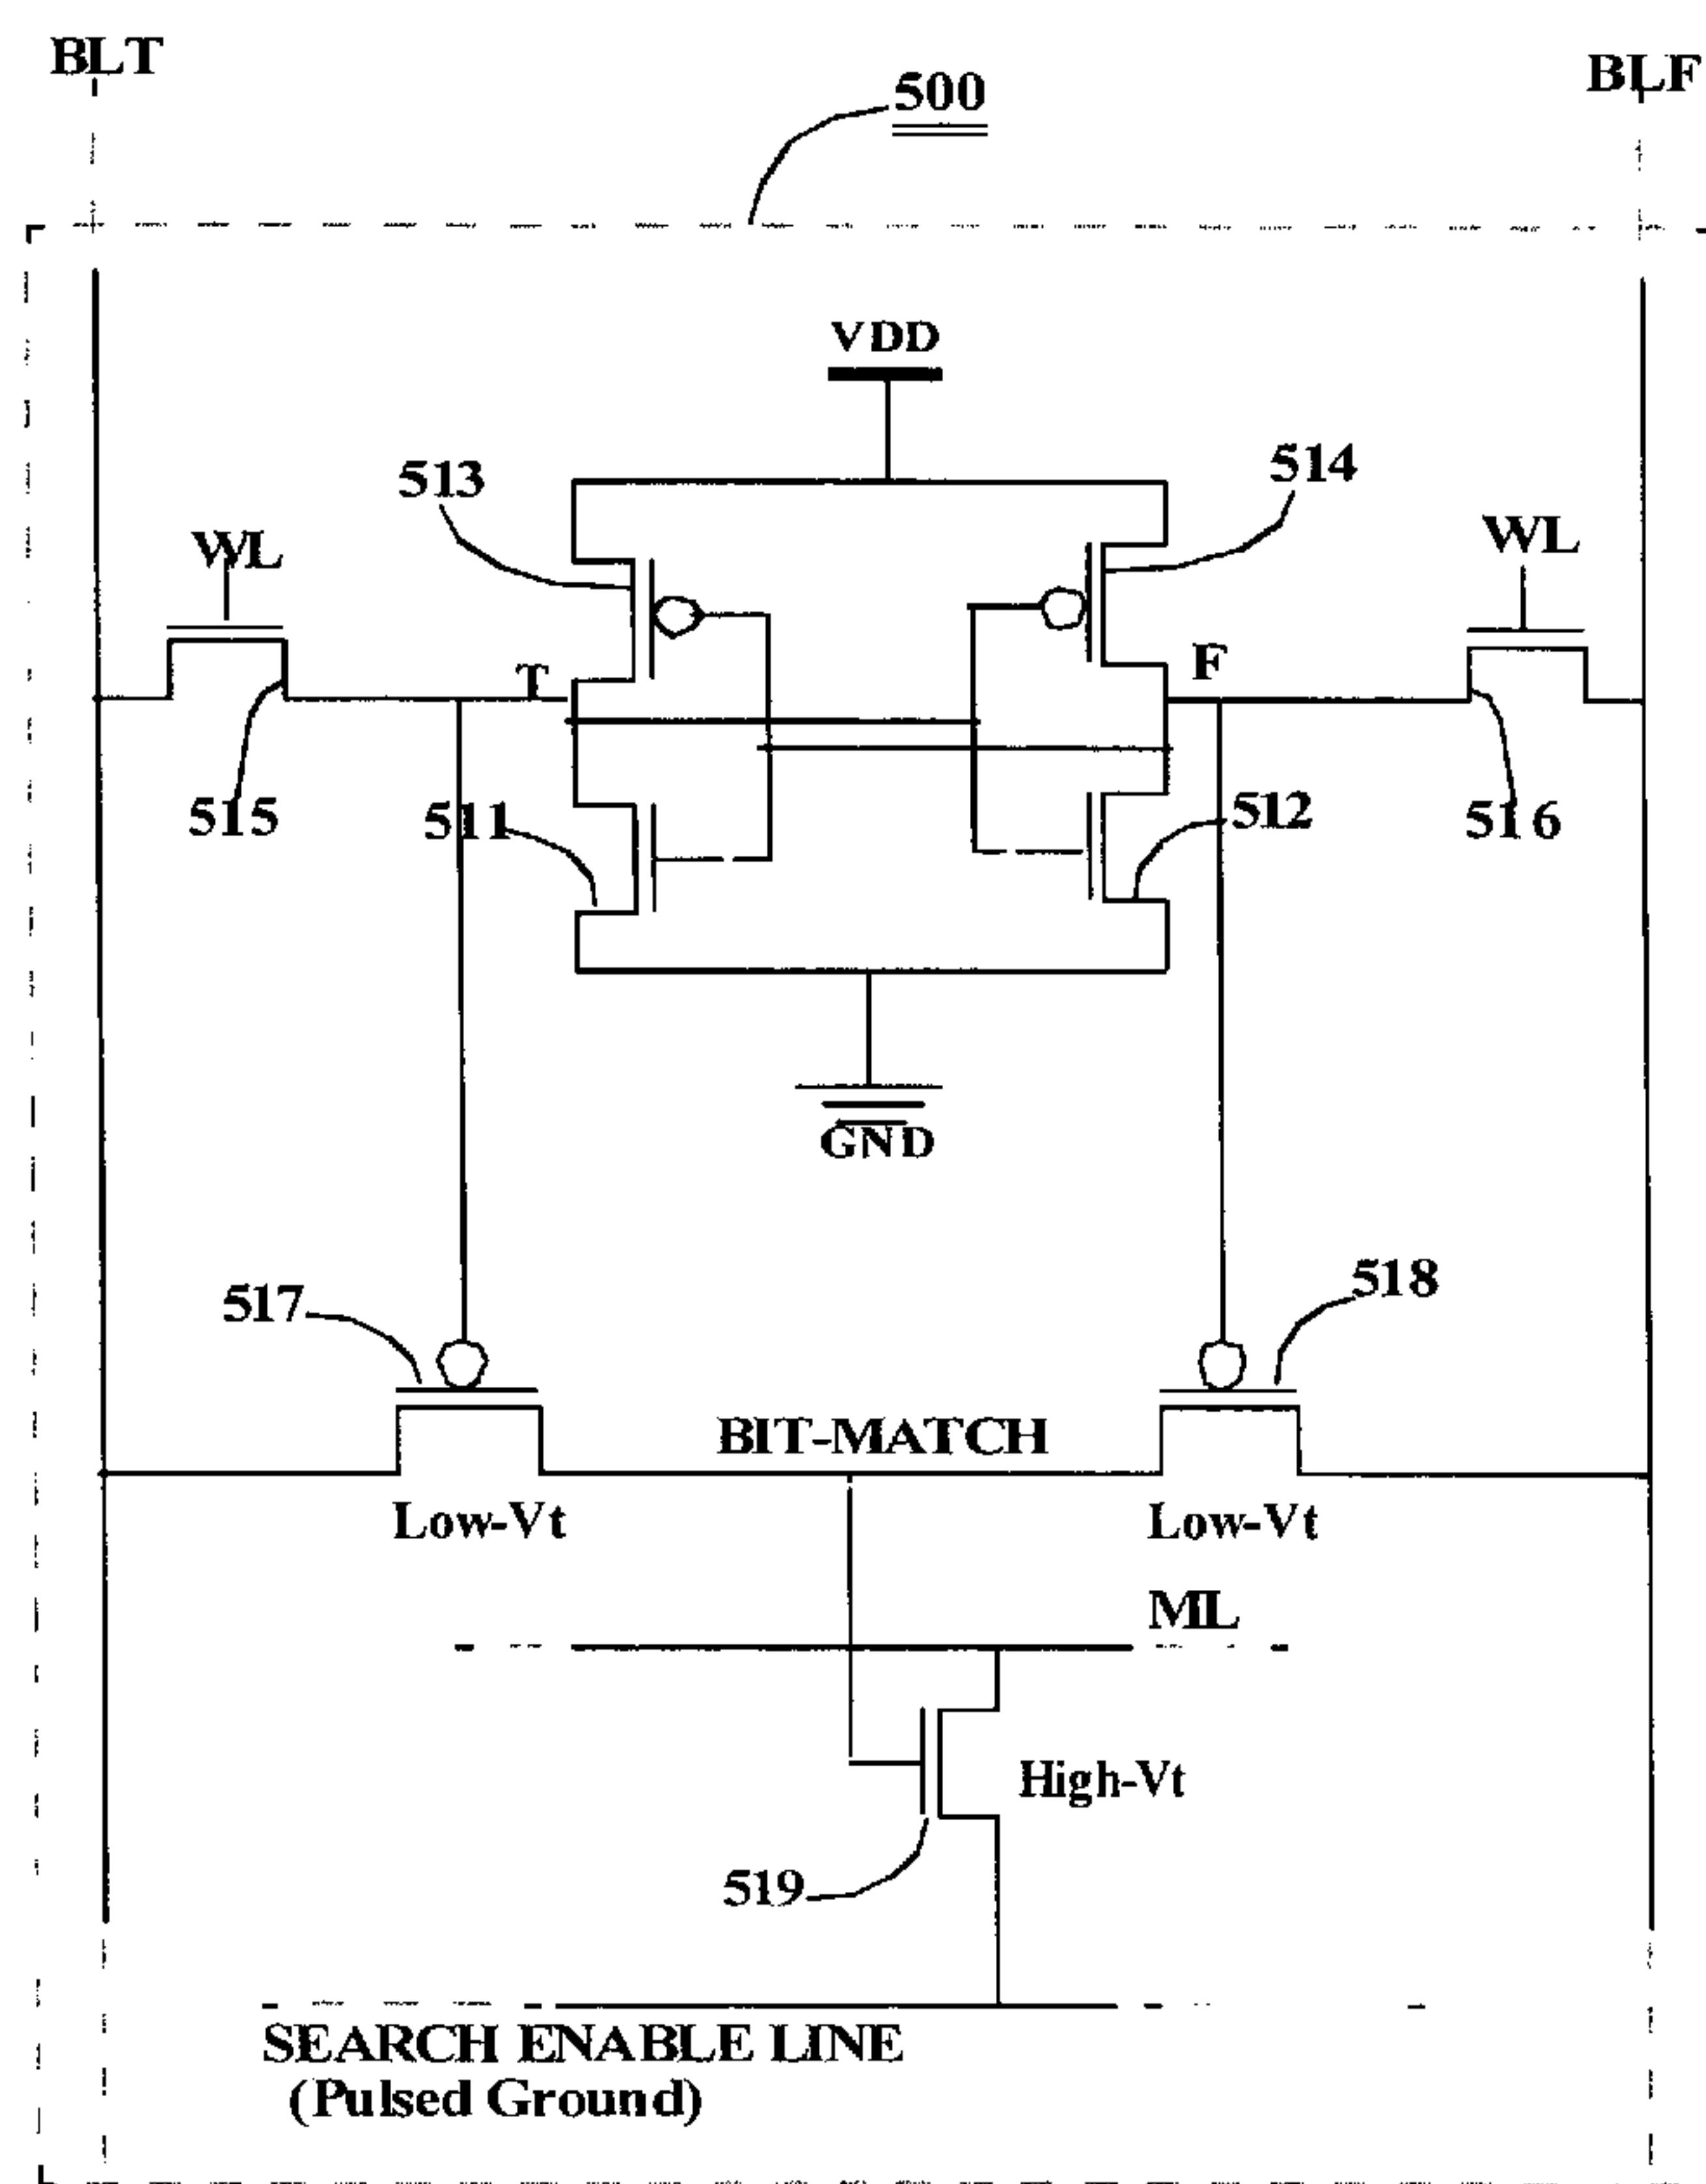 BLT
BLF
500
VDD
513
514
WL
WL
T
F
515
511
512
516
GND
517
518
BIT-MATCH
Low-Vt
Low-Vt
ML
High-Vt
519
SEARCH ENABLE LINE
(Pulsed Ground)